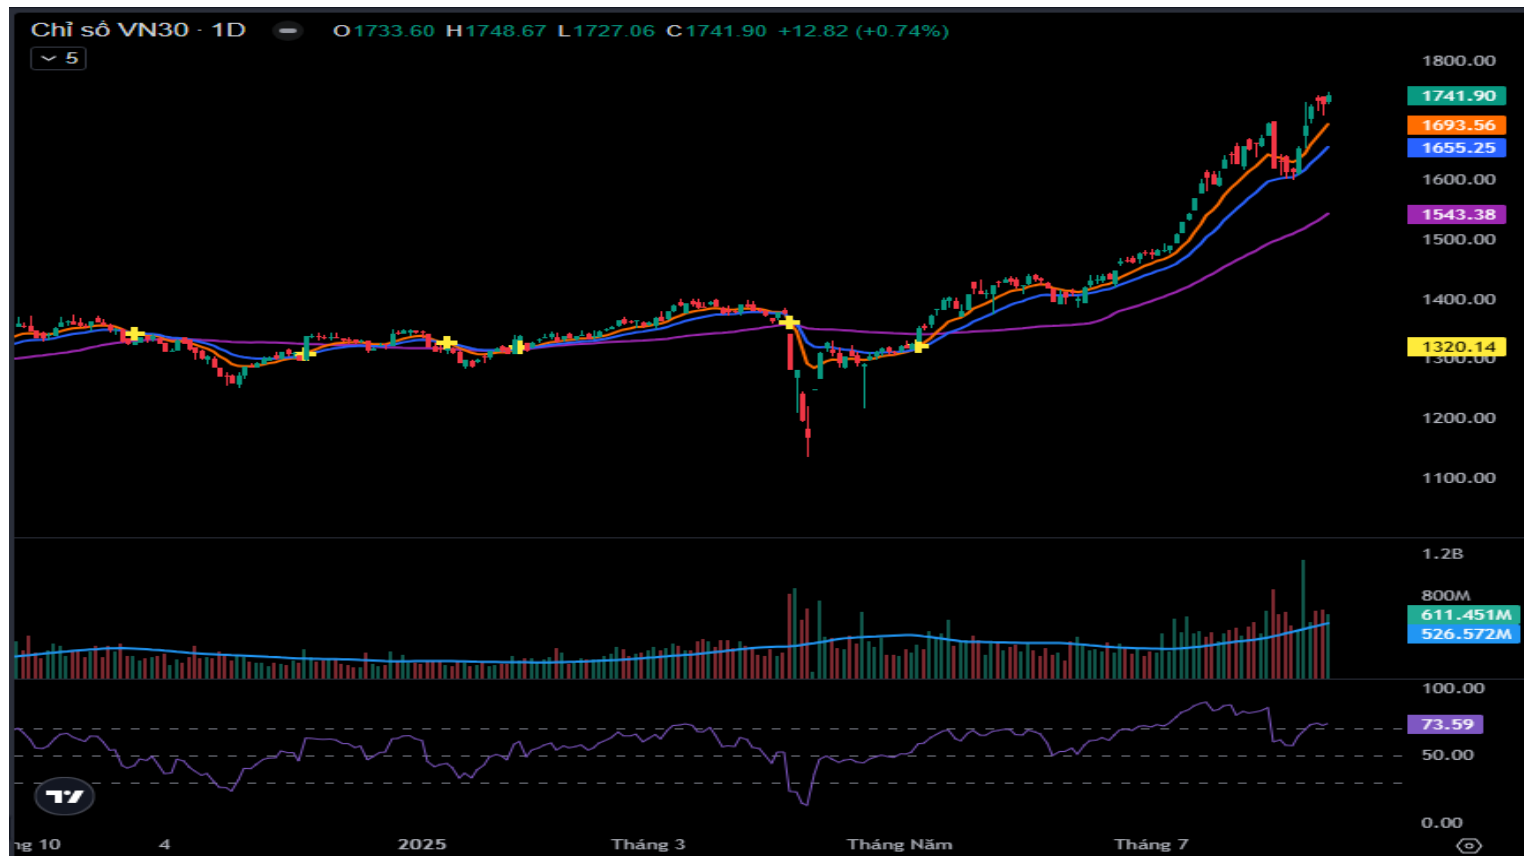 Chỉ số VN30 · 1D O1733.60 H1748.67 L1727.06 C1741.90 +12.82 (+0.74%)
5
1800.00
1741.90
1693.56
1655.25
1600.00
1543.38
1500.00
1400.00
1320.14
1300.00
1200.00
1100.00
1.2B
800M
611.451M
526.572M
100.00
73.59
50.00
0.00
ng 10 4 2025 Tháng 3 Tháng Năm Tháng 7